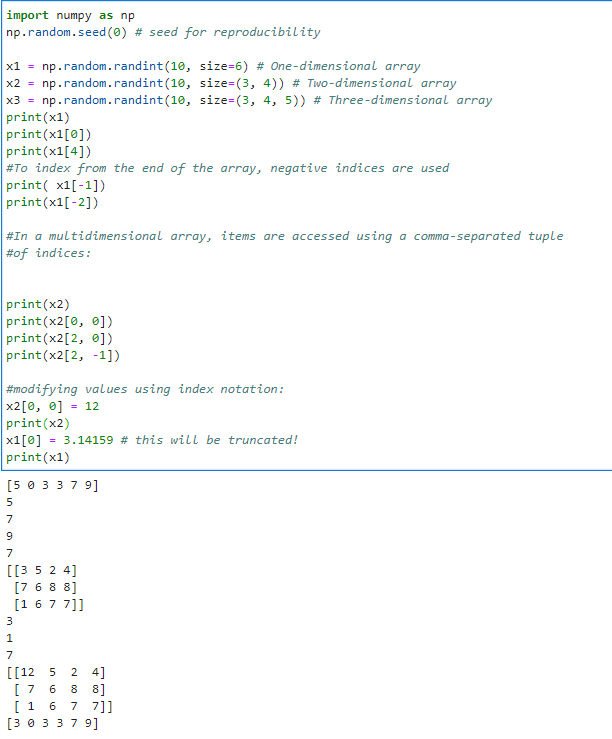 import numpy as np
np.random.seed(0) # seed for reproducibility
x1 = np.random.randint(10, size=6) # One-dimensional array
x2 = np.random.randint(10, size=(3, 4)) # Two-dimensional array
x3 = np.random.randint(10, size=(3, 4, 5)) # Three-dimensional array
print(x1)
print(x1[0])
print(x1[4])
#To index from the end of the array, negative indices are used
print( x1[-1])
print(x1[-2])
#In a multidimensional array, items are accessed using a comma-separated tuple
#of indices:
print(x2)
print(x2[0, 0])
print(x2[2, 0])
print(x2[2, -1])
#modifying values using index notation:
x2[0, 0] = 12
print(x2)
x1[0] = 3.14159 # this will be truncated!
print(x1)
[5 0 3 3 7 9]
5
7
9
7
[[3 5 2 4]
 [7 6 8 8]
 [1 6 7 7]]
3
1
7
[[12  5  2  4]
 [ 7  6  8  8]
 [ 1  6  7  7]]
[3 0 3 3 7 9]